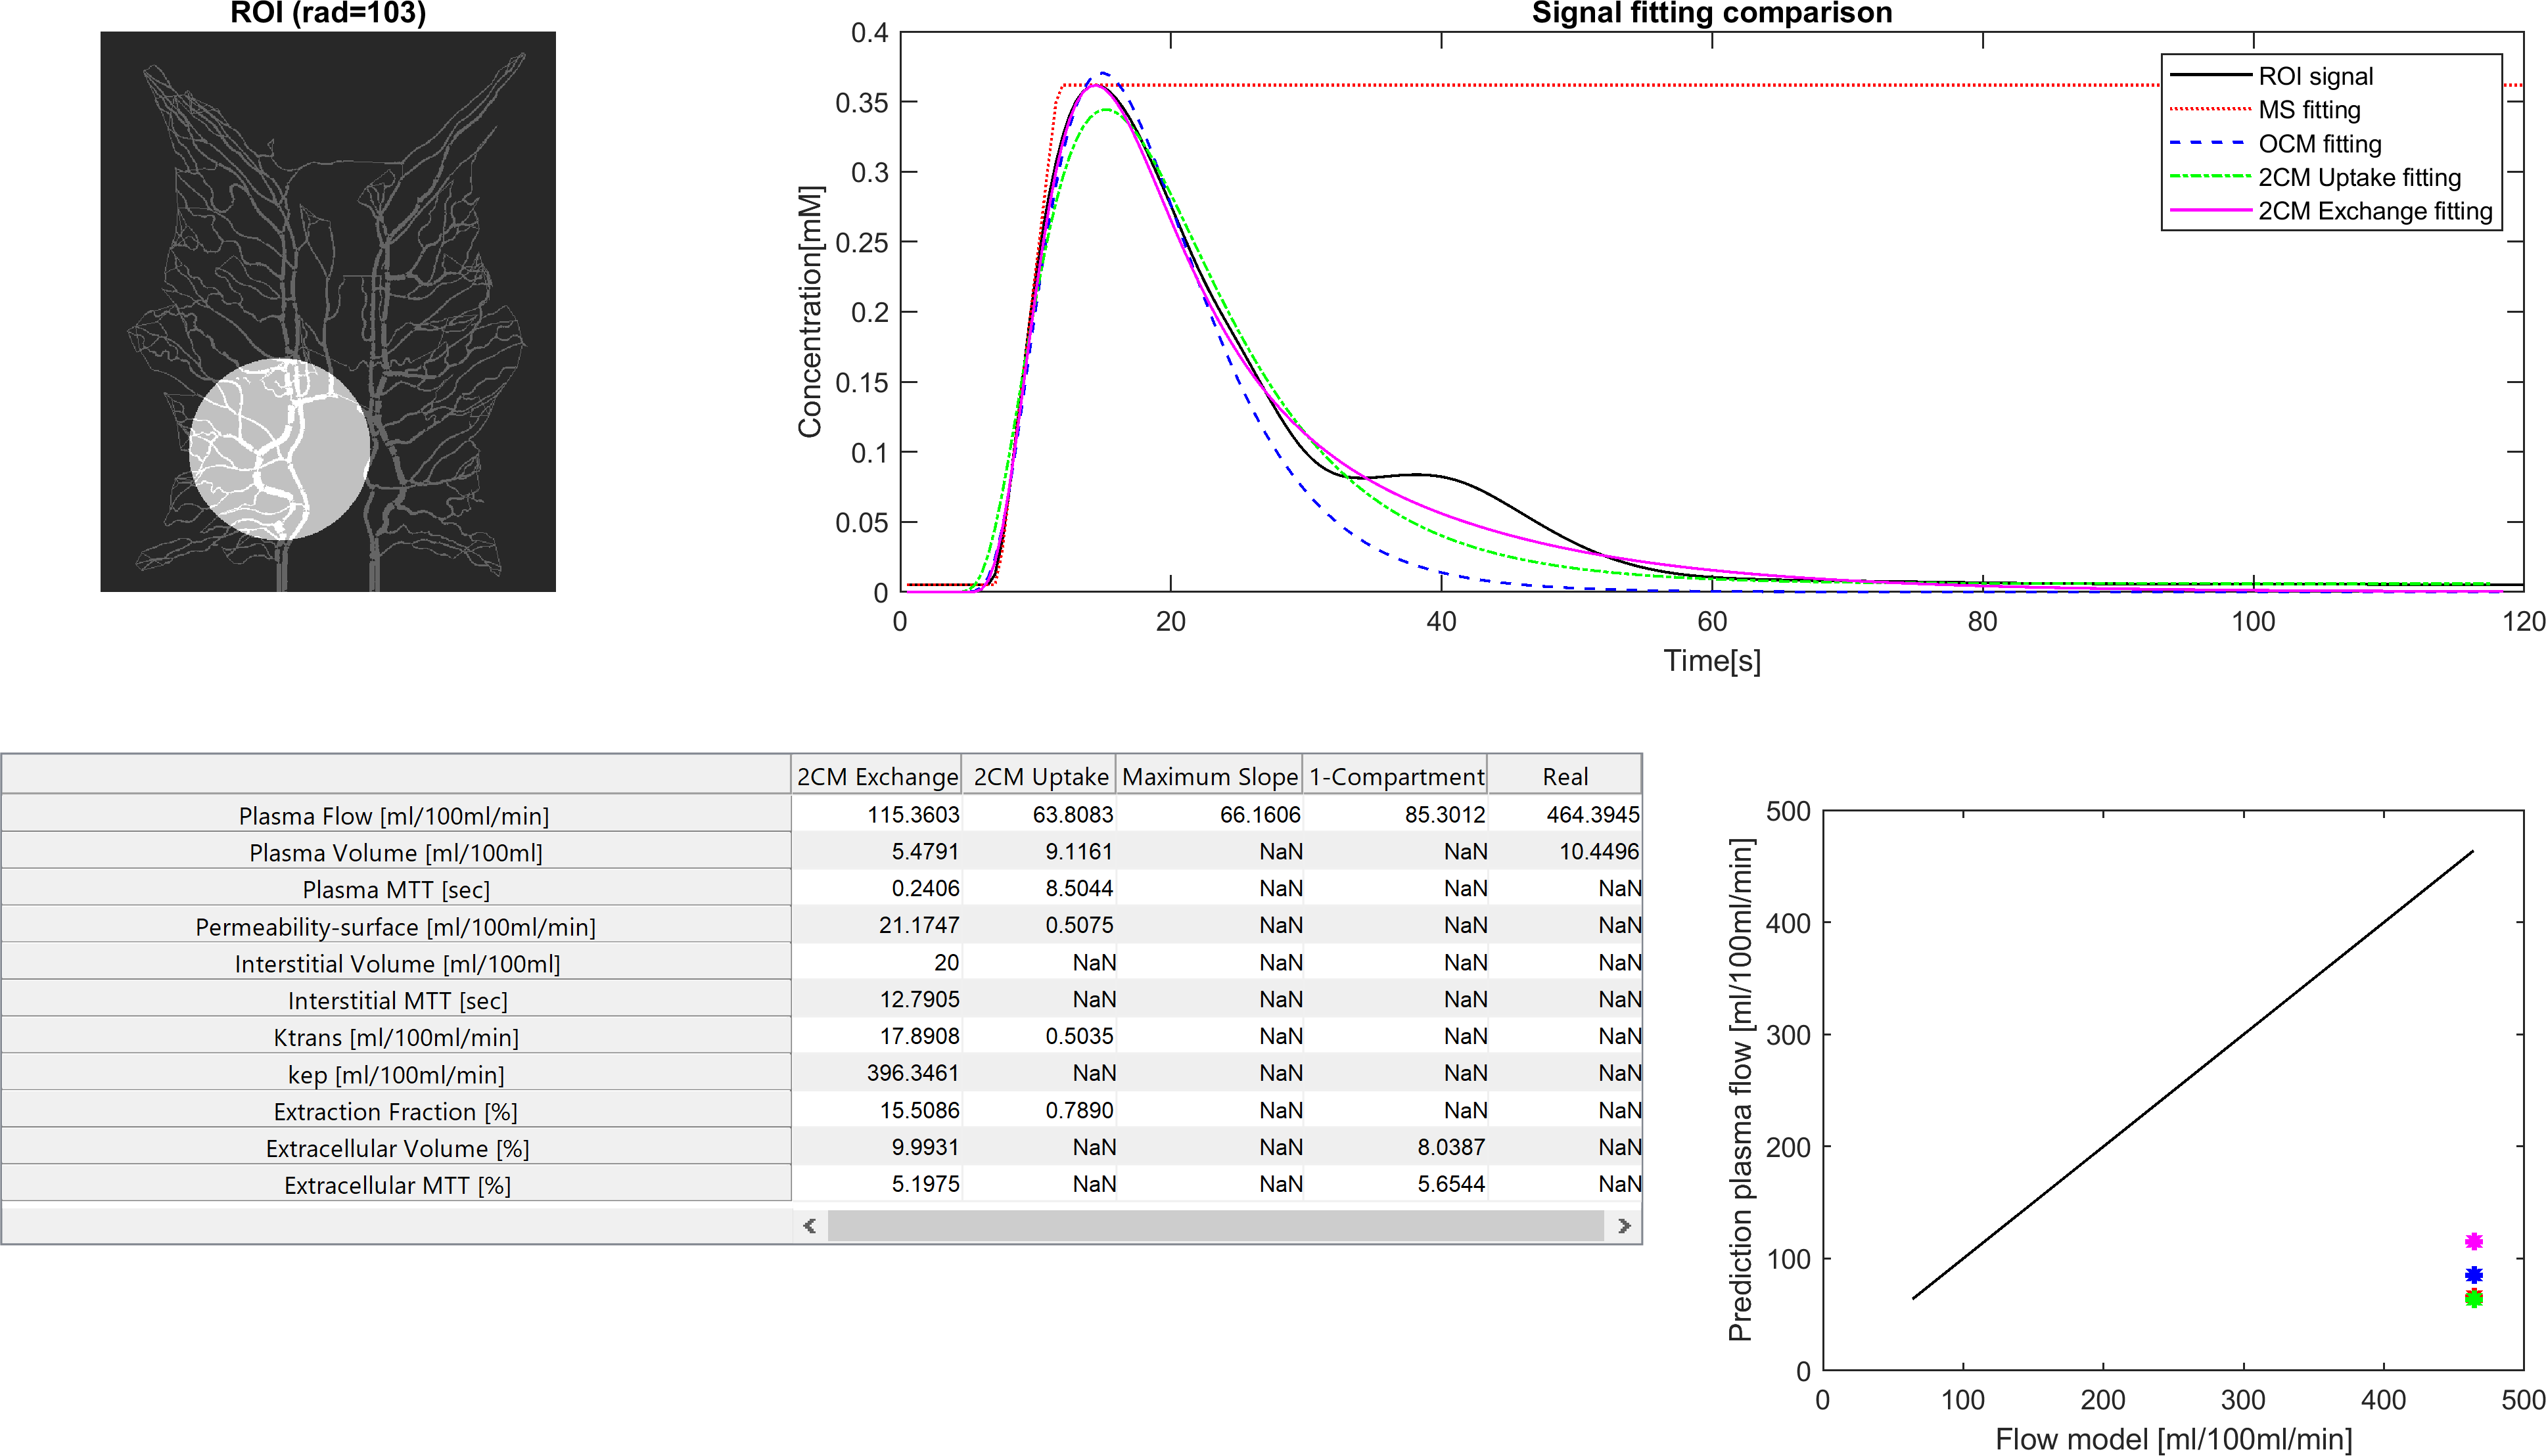 ROI (rad=103)
Signal fitting comparison
0.4
0.35
0.3
0.25
0.2
0.15
0.1
0.05
0
Concentration[mM]
0 20 40 60 80 100 120
Time[s]
ROI signal
MS fitting
OCM fitting
2CM Uptake fitting
2CM Exchange fitting
2CM Exchange 2CM Uptake Maximum Slope 1-Compartment Real
Plasma Flow [ml/100ml/min] 115.3603 63.8083 66.1606 85.3012 464.3945
Plasma Volume [ml/100ml] 5.4791 9.1161 NaN NaN 10.4496
Plasma MTT [sec] 0.2406 8.5044 NaN NaN NaN
Permeability-surface [ml/100ml/min] 21.1747 0.5075 NaN NaN NaN
Interstitial Volume [ml/100ml] 20 NaN NaN NaN NaN
Interstitial MTT [sec] 12.7905 NaN NaN NaN NaN
Ktrans [ml/100ml/min] 17.8908 0.5035 NaN NaN NaN
kep [ml/100ml/min] 396.3461 NaN NaN NaN NaN
Extraction Fraction [%] 15.5086 0.7890 NaN NaN NaN
Extracellular Volume [%] 9.9931 NaN NaN 8.0387 NaN
Extracellular MTT [%] 5.1975 NaN NaN 5.6544 NaN
500
400
300
200
100
0
Prediction plasma flow [ml/100ml/min]
0 100 200 300 400 500
Flow model [ml/100ml/min]